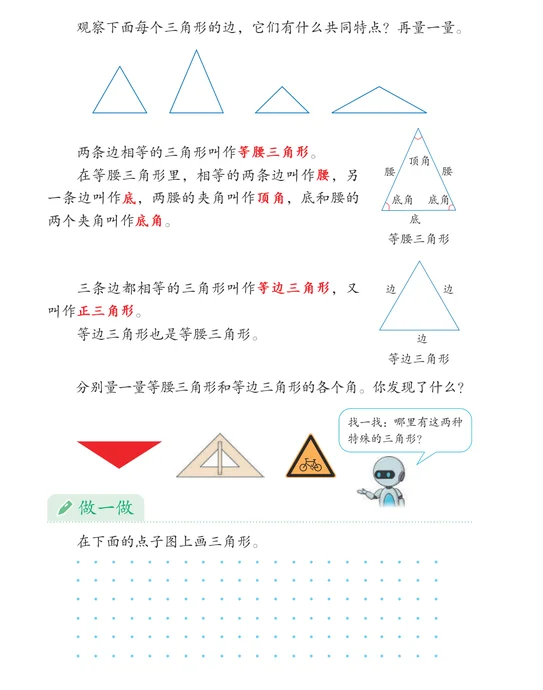 观察下面每个三角形的边，它们有什么共同特点？再量一量。
两条边相等的三角形叫作等腰三角形。
在等腰三角形里，相等的两条边叫作腰，另
一条边叫作底，两腰的夹角叫作顶角，底和腰的
两个夹角叫作底角。
顶角
腰
腰
底角
底角
底
等腰三角形
三条边都相等的三角形叫作等边三角形，又
叫作正三角形。
等边三角形也是等腰三角形。
边
边
边
等边三角形
分别量一量等腰三角形和等边三角形的各个角。你发现了什么？
找一找：哪里有这两种
特殊的三角形？
做一做
在下面的点子图上画三角形。